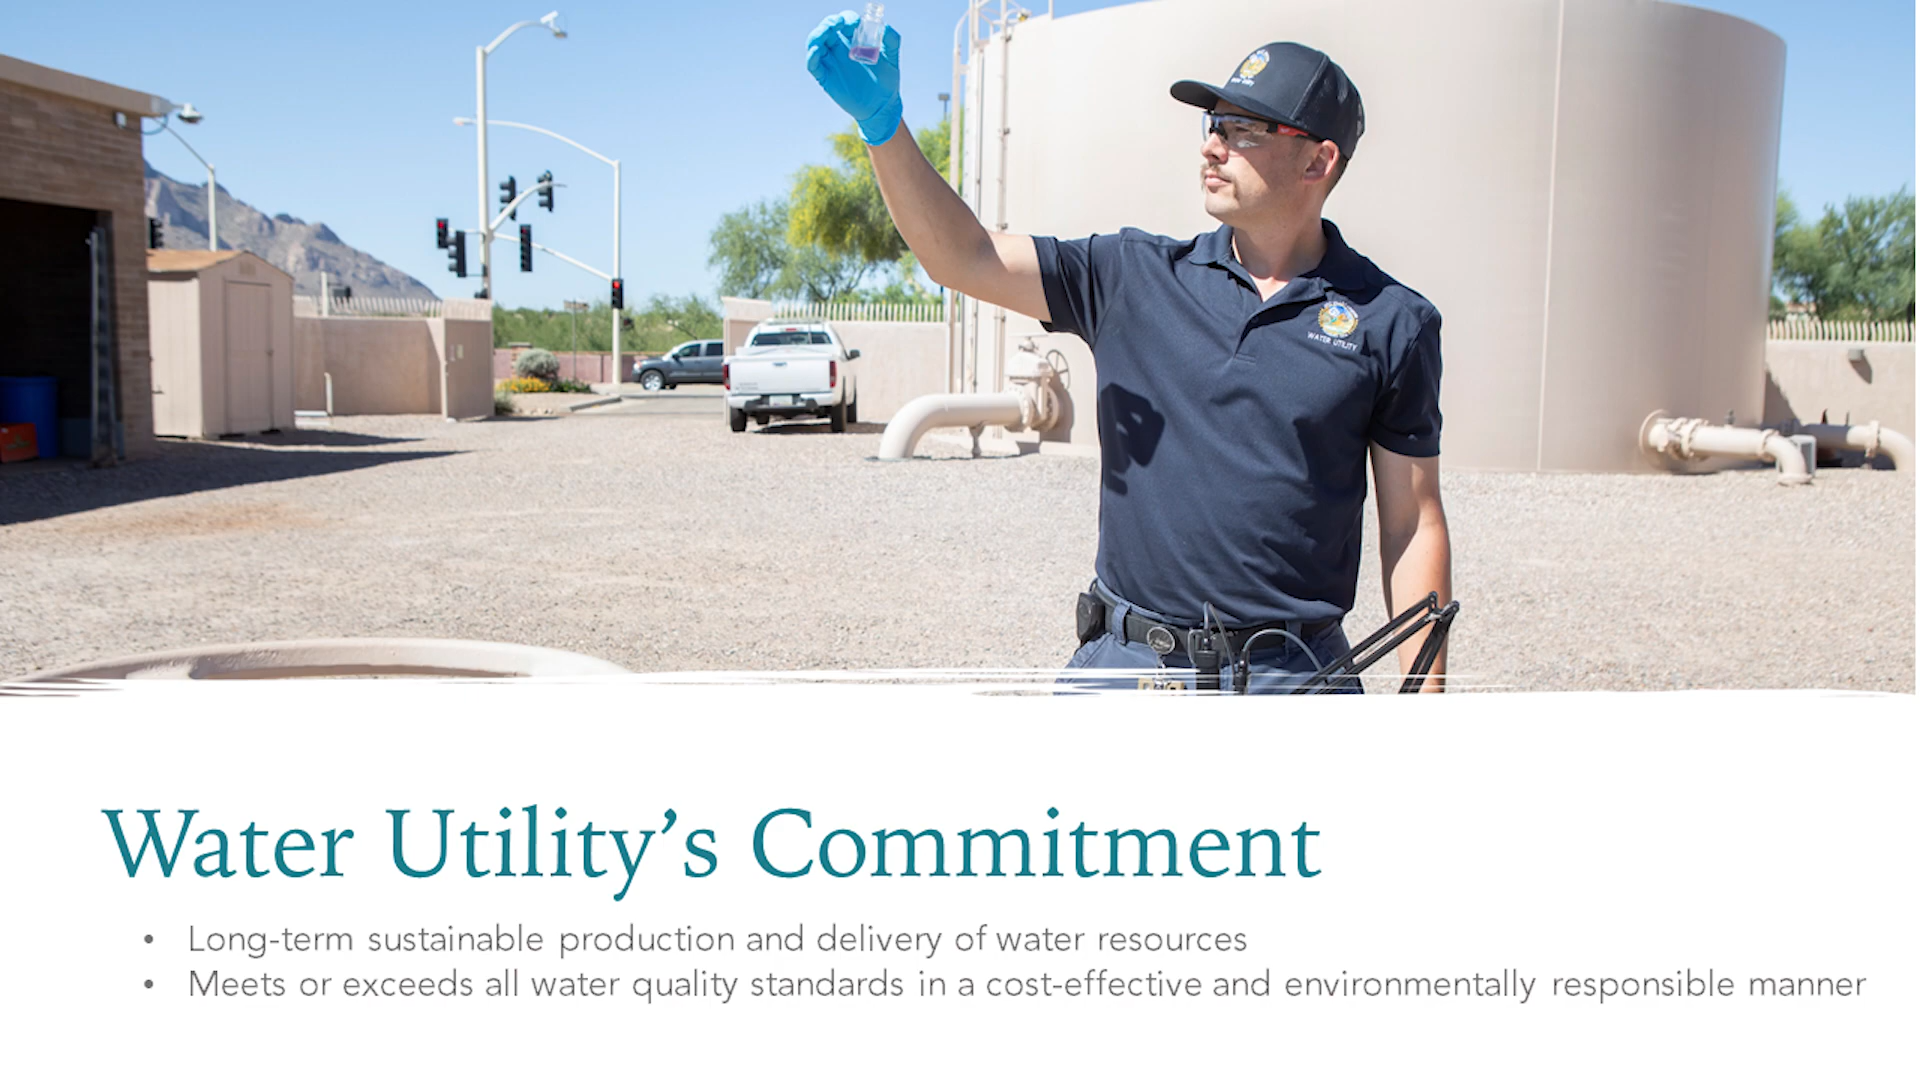 WATER UTILITY
Water Utility’s Commitment
• Long-term sustainable production and delivery of water resources
• Meets or exceeds all water quality standards in a cost-effective and environmentally responsible manner